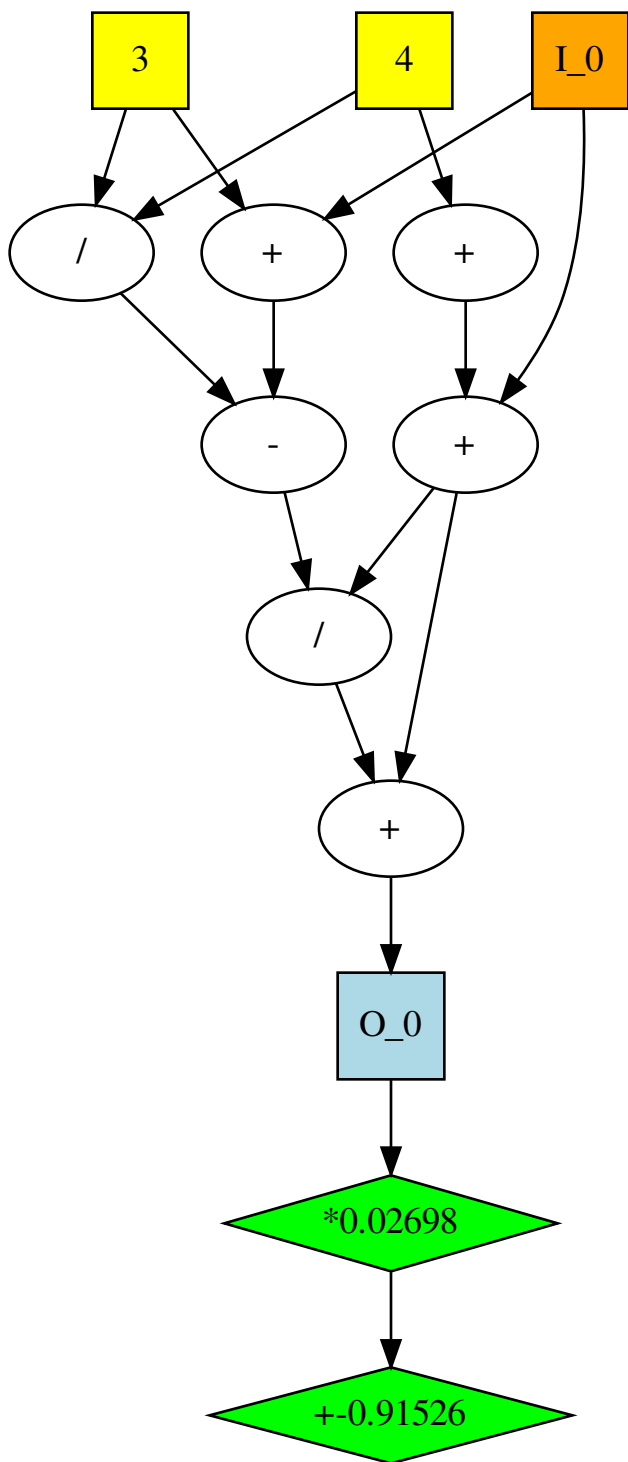 3 4 I_0
/ + +
- +
/
+
O_0
*0.02698
+-0.91526